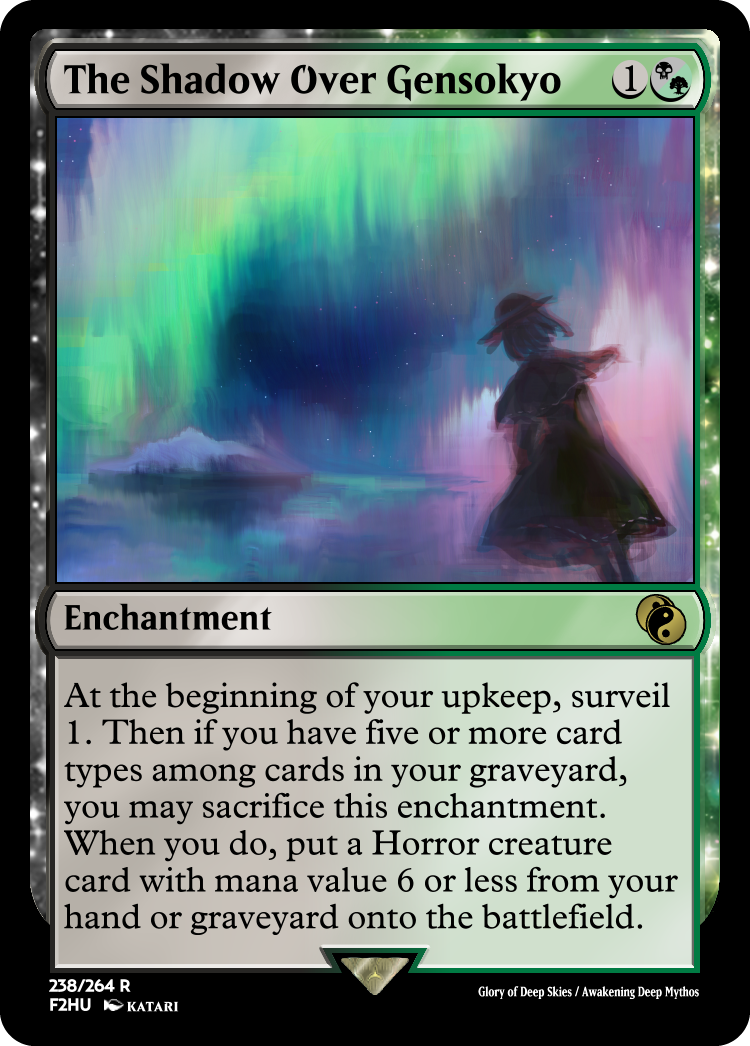 The Shadow Over Gensokyo 1
Enchantment
At the beginning of your upkeep, surveil
1. Then if you have five or more card
types among cards in your graveyard,
you may sacrifice this enchantment.
When you do, put a Horror creature
card with mana value 6 or less from your
hand or graveyard onto the battlefield.
238/264 R
F2HU KATARI
Glory of Deep Skies / Awakening Deep Mythos